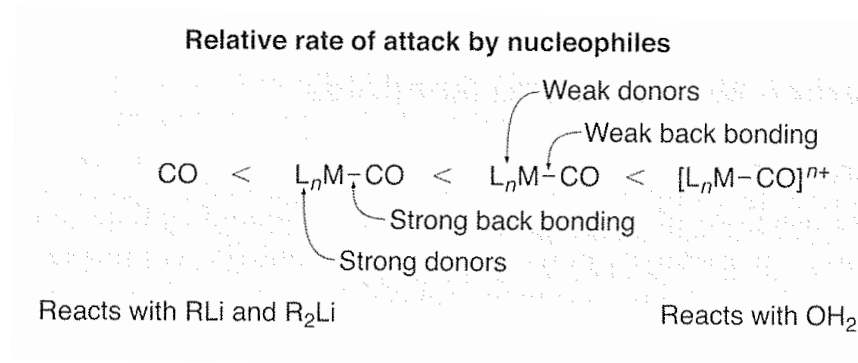 Relative rate of attack by nucleophiles
Weak donors
Weak back bonding
CO < LₙM–CO < LₙM–CO < [LₙM–CO]ⁿ⁺
Strong back bonding
Strong donors
Reacts with RLi and R₂Li
Reacts with OH₂